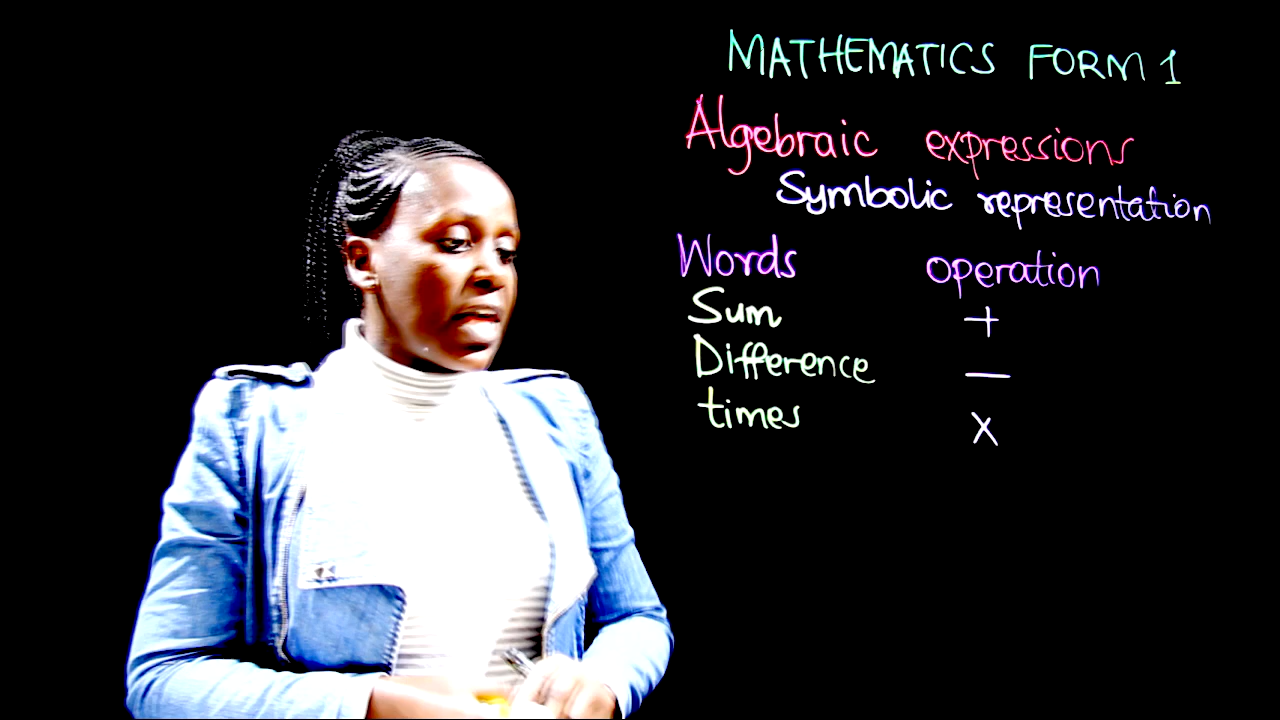 MATHEMATICS FORM 1
Algebraic expressions
Symbolic representation
Words operation
Sum +
Difference —
times x